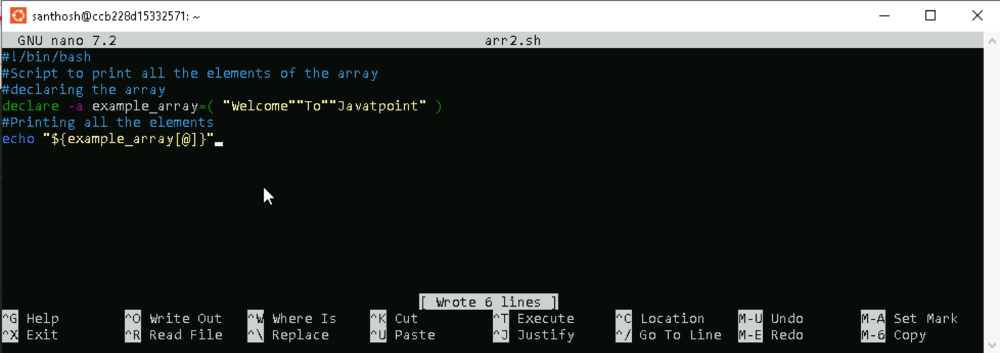 santhosh@ccb228d15332571: ~
GNU nano 7.2 arr2.sh
#!/bin/bash
#Script to print all the elements of the array
#declaring the array
declare -a example_array=( "Welcome""To""Javatpoint" )
#Printing all the elements
echo "${example_array[@]}"
[ Wrote 6 lines ]
^G Help ^O Write Out ^W Where Is ^K Cut ^T Execute ^C Location M-U Undo M-A Set Mark
^X Exit ^R Read File ^\ Replace ^U Paste ^J Justify ^/ Go To Line M-E Redo M-6 Copy